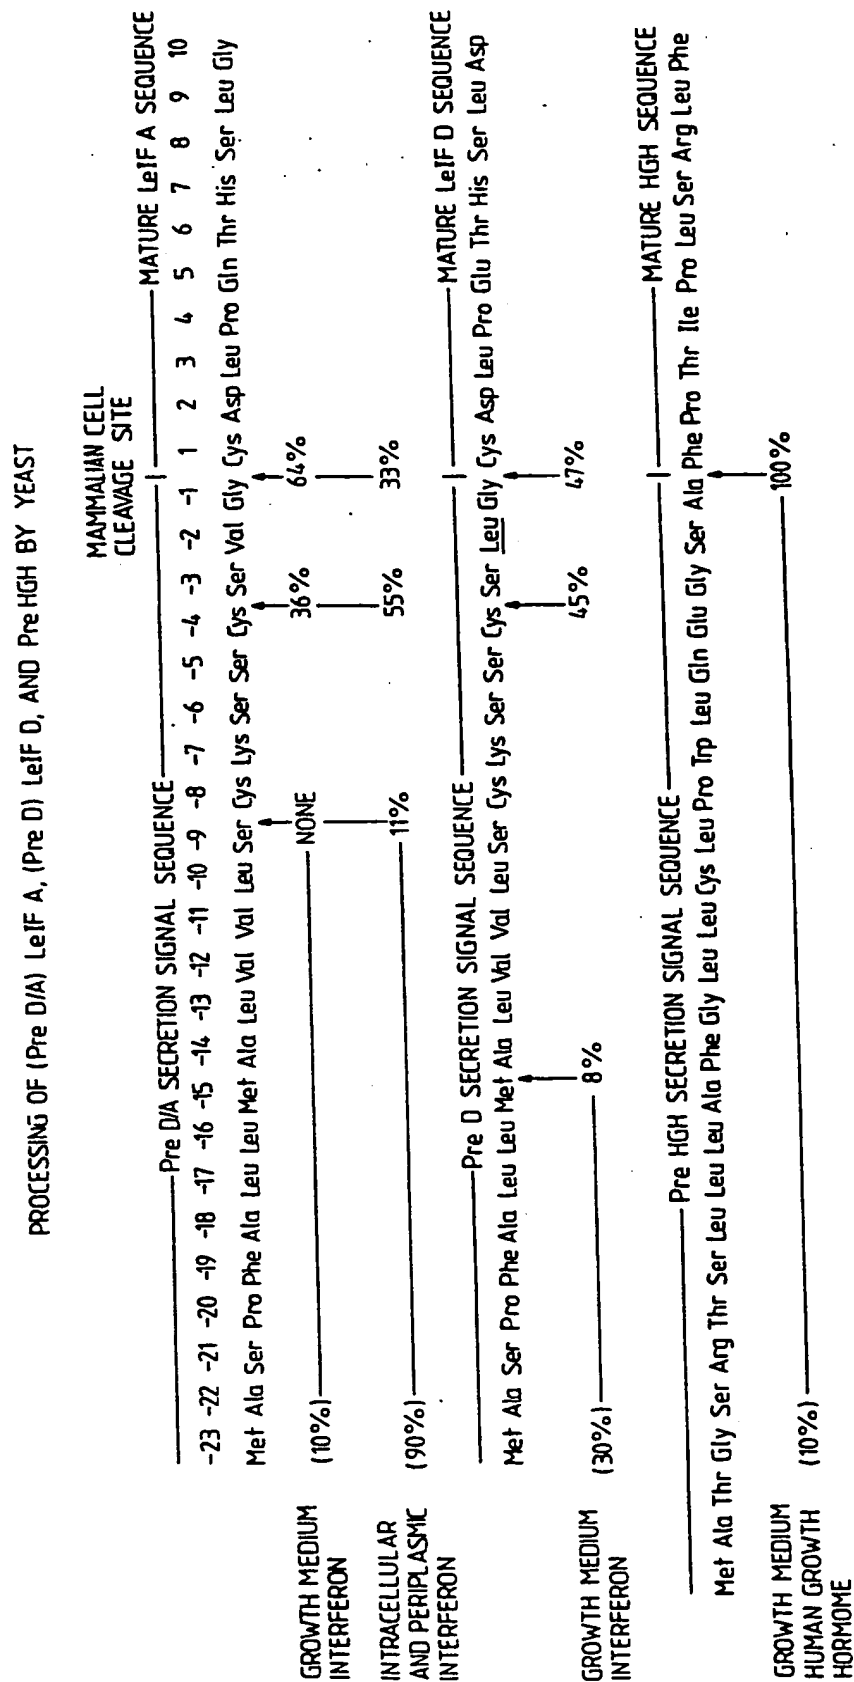 PROCESSING OF (Pre D/A) LeIF A, (Pre D) LeIF D, AND Pre HGH BY YEAST
MAMMALIAN CELL
CLEAVAGE SITE
Pre D/A SECRETION SIGNAL SEQUENCE MATURE LeIF A SEQUENCE
-23 -22 -21 -20 -19 -18 -17 -16 -15 -14 -13 -12 -11 -10 -9 -8 -7 -6 -5 -4 -3 -2 -1 1 2 3 4 5 6 7 8 9 10
Met Ala Ser Pro Phe Ala Leu Leu Met Ala Leu Val Val Leu Ser Cys Lys Ser Ser Cys Ser Val Gly Cys Asp Leu Pro Gln Thr His Ser Leu Gly
GROWTH MEDIUM
INTERFERON
(10%) NONE 36% 64%
INTRACELLULAR
AND PERIPLASMIC
INTERFERON
(90%) 11% 55% 33%
Pre D SECRETION SIGNAL SEQUENCE MATURE LeIF D SEQUENCE
Met Ala Ser Pro Phe Ala Leu Leu Met Ala Leu Val Val Leu Ser Cys Lys Ser Ser Cys Ser Leu Gly Cys Asp Leu Pro Glu Thr His Ser Leu Asp
GROWTH MEDIUM
INTERFERON
(30%) 8% 45% 47%
Pre HGH SECRETION SIGNAL SEQUENCE MATURE HGH SEQUENCE
Met Ala Thr Gly Ser Arg Thr Ser Leu Leu Leu Ala Phe Gly Leu Leu Cys Leu Pro Trp Leu Gln Glu Gly Ser Ala Phe Pro Thr Ile Pro Leu Ser Arg Leu Phe
GROWTH MEDIUM
HUMAN GROWTH
HORMOME
(10%) 100%